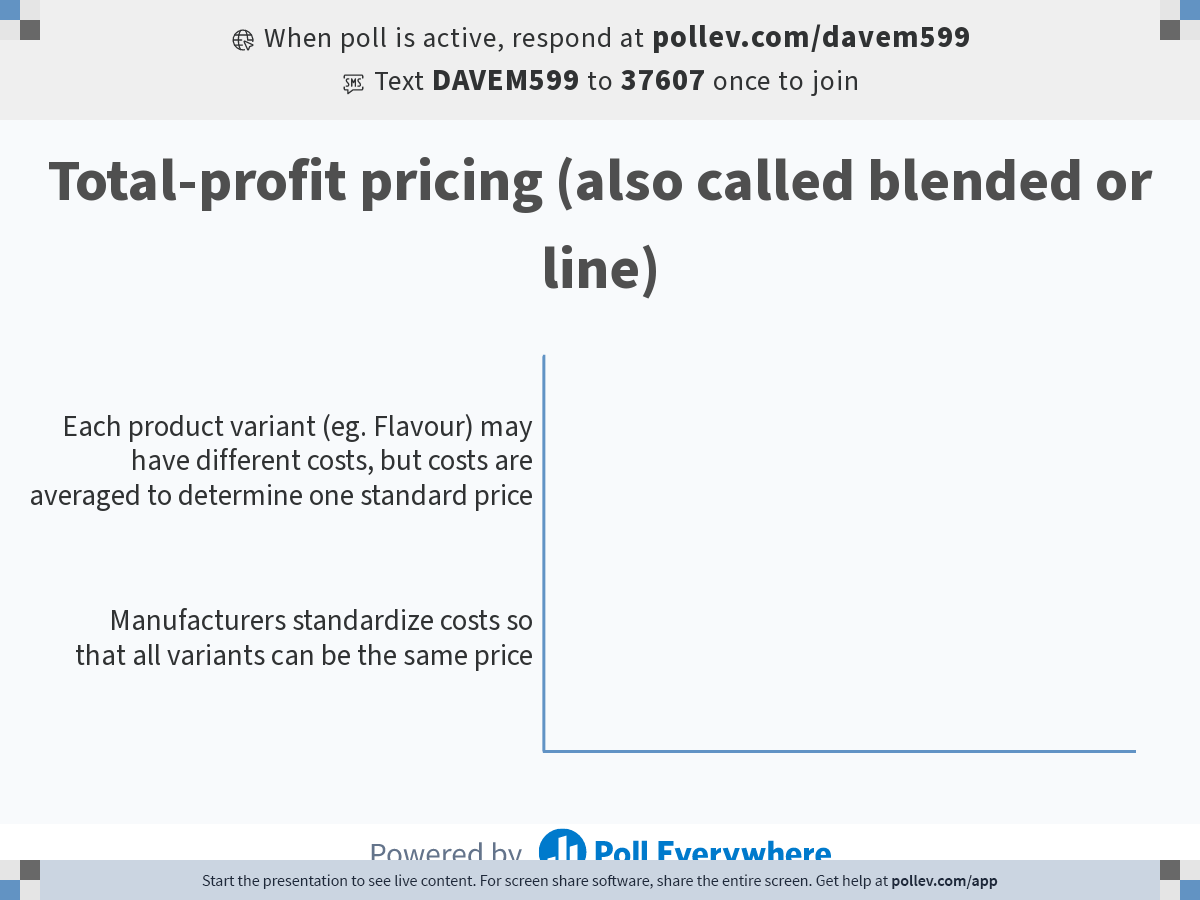 When poll is active, respond at pollev.com/davem599
SMS Text DAVEM599 to 37607 once to join
Total-profit pricing (also called blended or
line)
Each product variant (eg. Flavour) may
have different costs, but costs are
averaged to determine one standard price
Manufacturers standardize costs so
that all variants can be the same price
Powered by Poll Everywhere
Start the presentation to see live content. For screen share software, share the entire screen. Get help at pollev.com/app